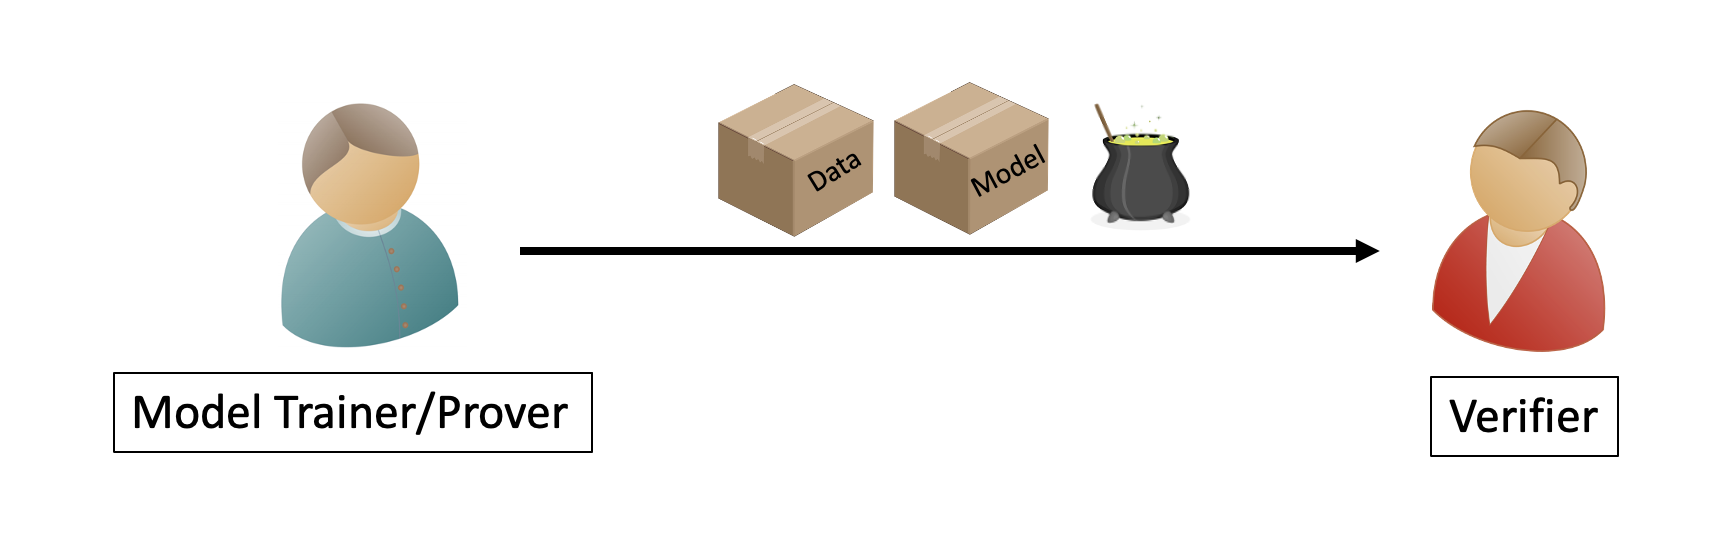 Data
Model
Model Trainer/Prover
Verifier